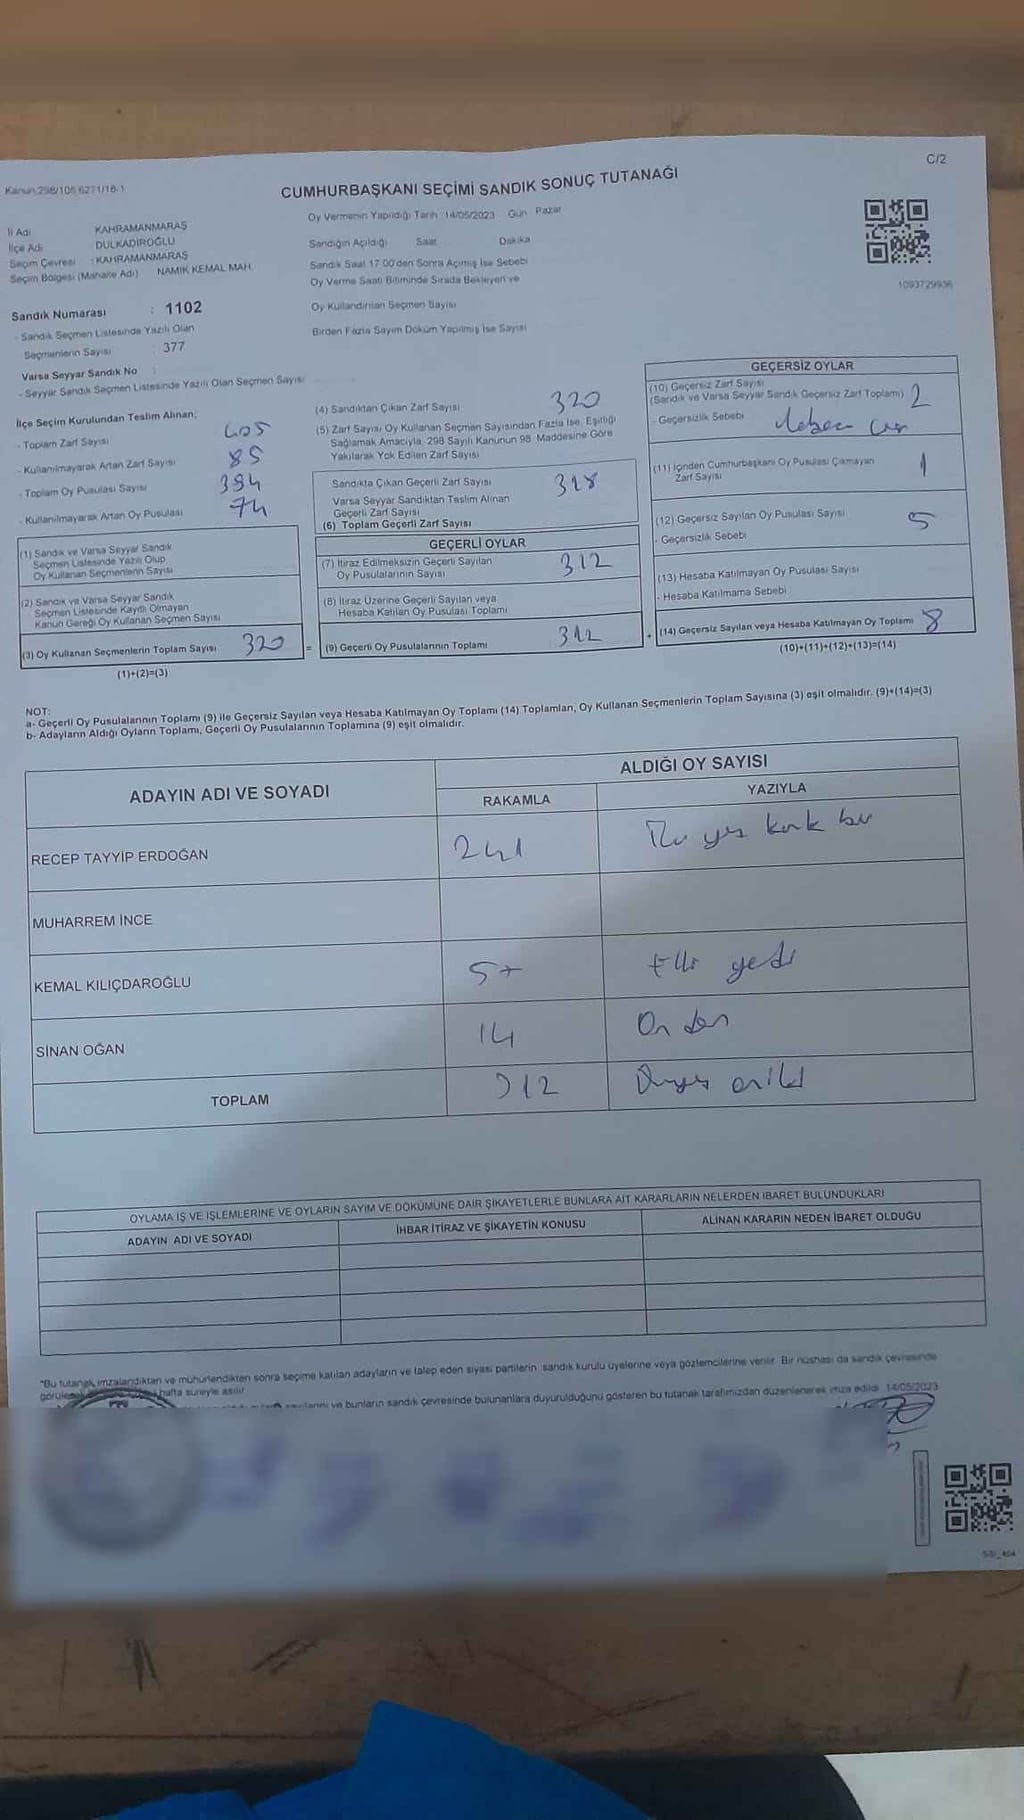 C/2
Kanun:298/105,6271/18-1
CUMHURBAŞKANI SEÇİMİ SANDIK SONUÇ TUTANAĞI
İl Adı KAHRAMANMARAŞ
İlçe Adı DULKADİROĞLU
Seçim Çevresi : KAHRAMANMARAŞ
Seçim Bölgesi (Mahalle Adı) NAMIK KEMAL MAH.
Oy Vermenin Yapıldığı Tarih: 14/05/2023 Gün Pazar
Sandığın Açıldığı Saat Dakika
Sandık Saat 17:00'den Sonra Açılmış İse Sebebi
Oy Verme Saati Bitiminde Sırada Bekleyen ve
Oy Kullandırılan Seçmen Sayısı
Birden Fazla Sayım Döküm Yapılmış İse Sayısı
1093729936
Sandık Numarası : 1102
- Sandık Seçmen Listesinde Yazılı Olan
Seçmenlerin Sayısı : 377
Varsa Seyyar Sandık No :
- Seyyar Sandık Seçmen Listesinde Yazılı Olan Seçmen Sayısı
İlçe Seçim Kurulundan Teslim Alınan;
- Toplam Zarf Sayısı 405
- Kullanılmayarak Artan Zarf Sayısı 85
- Toplam Oy Pusulası Sayısı 394
- Kullanılmayarak Artan Oy Pusulası 74
(1) Sandık ve Varsa Seyyar Sandık
Seçmen Listesinde Yazılı Olup
Oy Kullanan Seçmenlerin Sayısı
(2) Sandık ve Varsa Seyyar Sandık
Seçmen Listesinde Kayıtlı Olmayan
Kanun Gereği Oy Kullanan Seçmen Sayısı
(3) Oy Kullanan Seçmenlerin Toplam Sayısı 320
(1)+(2)=(3)
(4) Sandıktan Çıkan Zarf Sayısı 320
(5) Zarf Sayısı Oy Kullanan Seçmen Sayısından Fazla İse, Eşitliği
Sağlamak Amacıyla, 298 Sayılı Kanunun 98. Maddesine Göre
Yakılarak Yok Edilen Zarf Sayısı
Sandıkta Çıkan Geçerli Zarf Sayısı 318
Varsa Seyyar Sandıktan Teslim Alınan
Geçerli Zarf Sayısı
(6) Toplam Geçerli Zarf Sayısı
GEÇERLİ OYLAR
(7) İtiraz Edilmeksizin Geçerli Sayılan
Oy Pusulalarının Sayısı 312
(8) İtiraz Üzerine Geçerli Sayılan veya
Hesaba Katılan Oy Pusulası Toplamı
= (9) Geçerli Oy Pusulalarının Toplamı 312
GEÇERSİZ OYLAR
(10) Geçersiz Zarf Sayısı
(Sandık ve Varsa Seyyar Sandık Geçersiz Zarf Toplamı) 2
- Geçersizlik Sebebi
(11) İçinden Cumhurbaşkanı Oy Pusulası Çıkmayan
Zarf Sayısı 1
(12) Geçersiz Sayılan Oy Pusulası Sayısı 5
- Geçersizlik Sebebi
(13) Hesaba Katılmayan Oy Pusulası Sayısı
- Hesaba Katılmama Sebebi
+ (14) Geçersiz Sayılan veya Hesaba Katılmayan Oy Toplamı 8
(10)+(11)+(12)+(13)=(14)
NOT:
a- Geçerli Oy Pusulalarının Toplamı (9) ile Geçersiz Sayılan veya Hesaba Katılmayan Oy Toplamı (14) Toplamları, Oy Kullanan Seçmenlerin Toplam Sayısına (3) eşit olmalıdır. (9)+(14)=(3)
b- Adayların Aldığı Oyların Toplamı, Geçerli Oy Pusulalarının Toplamına (9) eşit olmalıdır.
ADAYIN ADI VE SOYADI ALDIĞI OY SAYISI
RAKAMLA YAZIYLA
RECEP TAYYİP ERDOĞAN 241 İki yüz kırk bir
MUHARREM İNCE
KEMAL KILIÇDAROĞLU 57 Elli yedi
SİNAN OĞAN 14 On dört
TOPLAM 312 Üçyüz oniki
OYLAMA İŞ VE İŞLEMLERİNE VE OYLARIN SAYIM VE DÖKÜMÜNE DAİR ŞİKAYETLERLE BUNLARA AİT KARARLARIN NELERDEN İBARET BULUNDUKLARI
ADAYIN ADI VE SOYADI İHBAR İTİRAZ VE ŞİKAYETİN KONUSU ALINAN KARARIN NEDEN İBARET OLDUĞU
"Bu tutanak, imzalandıktan ve mühürlendikten sonra seçime katılan adayların ve talep eden siyasi partilerin sandık kurulu üyelerine veya gözlemcilerine verilir. Bir nüshası da sandık çevresinde
hafta süreyle asılır.
ve bunların sandık çevresinde bulunanlara duyurulduğunu gösteren bu tutanak tarafımızdan düzenlenerek imza edildi. 14/05/2023